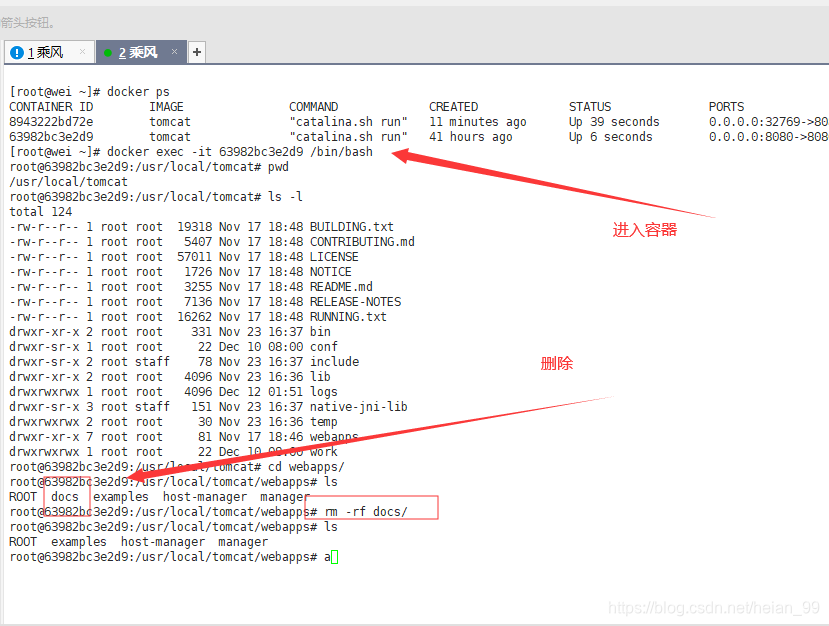 箭头按钮。
1 乘风 × 2 乘风 × +
[root@wei ~]# docker ps
CONTAINER ID IMAGE COMMAND CREATED STATUS PORTS
8943222bd72e tomcat "catalina.sh run" 11 minutes ago Up 39 seconds 0.0.0.0:32769->80
63982bc3e2d9 tomcat "catalina.sh run" 41 hours ago Up 6 seconds 0.0.0.0:8080->808
[root@wei ~]# docker exec -it 63982bc3e2d9 /bin/bash
root@63982bc3e2d9:/usr/local/tomcat# pwd
/usr/local/tomcat
root@63982bc3e2d9:/usr/local/tomcat# ls -l
total 124
-rw-r--r-- 1 root root 19318 Nov 17 18:48 BUILDING.txt
进入容器
-rw-r--r-- 1 root root 5407 Nov 17 18:48 CONTRIBUTING.md
-rw-r--r-- 1 root root 57011 Nov 17 18:48 LICENSE
-rw-r--r-- 1 root root 1726 Nov 17 18:48 NOTICE
-rw-r--r-- 1 root root 3255 Nov 17 18:48 README.md
-rw-r--r-- 1 root root 7136 Nov 17 18:48 RELEASE-NOTES
-rw-r--r-- 1 root root 16262 Nov 17 18:48 RUNNING.txt
drwxr-xr-x 2 root root 331 Nov 23 16:37 bin
drwxr-sr-x 1 root root 22 Dec 10 08:00 conf
drwxr-sr-x 2 root staff 78 Nov 23 16:37 include
删除
drwxr-xr-x 2 root root 4096 Nov 23 16:36 lib
drwxrwxrwx 1 root root 4096 Dec 12 01:51 logs
drwxr-sr-x 3 root staff 151 Nov 23 16:37 native-jni-lib
drwxrwxrwx 2 root root 30 Nov 23 16:36 temp
drwxr-xr-x 7 root root 81 Nov 17 18:46 webapps
drwxrwxrwx 1 root root 22 Dec 10 08:00 work
root@63982bc3e2d9:/usr/local/tomcat# cd webapps/
root@63982bc3e2d9:/usr/local/tomcat/webapps# ls
ROOT docs examples host-manager manager
root@63982bc3e2d9:/usr/local/tomcat/webapps# rm -rf docs/
root@63982bc3e2d9:/usr/local/tomcat/webapps# ls
ROOT examples host-manager manager
root@63982bc3e2d9:/usr/local/tomcat/webapps# a
https://blog.csdn.net/heian_99